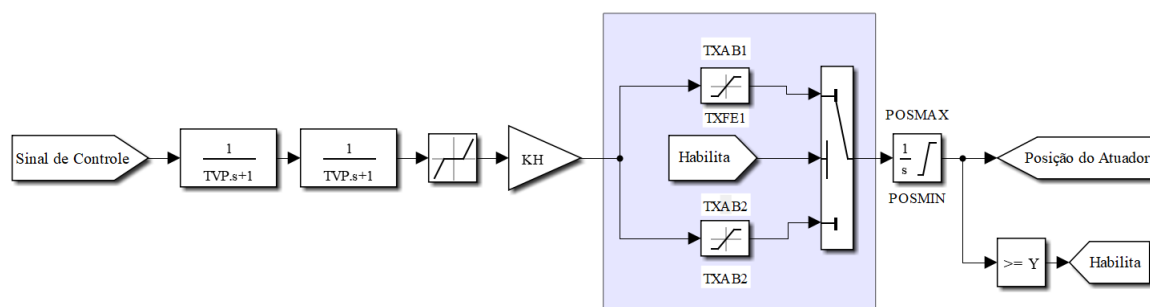 Sinal de Controle
1
TVP.s+1
1
TVP.s+1
KH
TXAB1
TXFE1
Habilita
TXAB2
TXAB2
POSMAX
1
s
POSMIN
Posição do Atuador
>= Y
Habilita